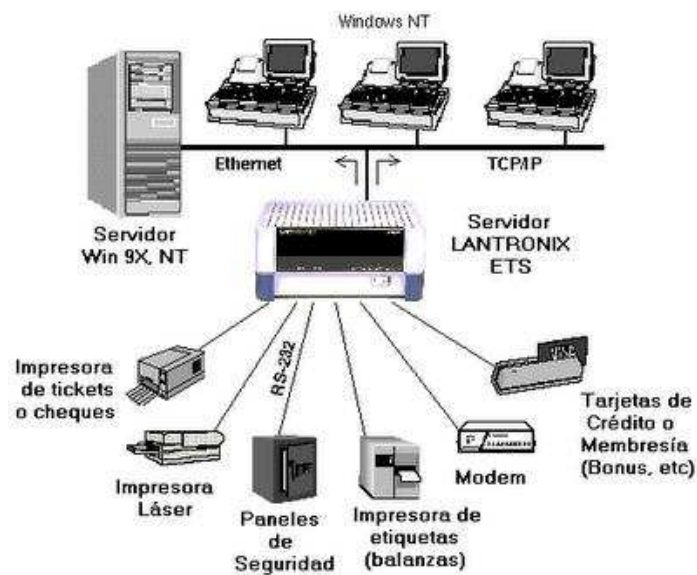 Windows NT
Ethernet
TCP/IP
Servidor
Win 9X, NT
Servidor
LANTRONIX
ETS
Impresora
de tickets
o cheques
RS-232
Tarjetas de
Crédito o
Membresía
(Bonus, etc)
Impresora
Láser
Paneles
de
Seguridad
Impresora de
etiquetas
(balanzas)
Modem